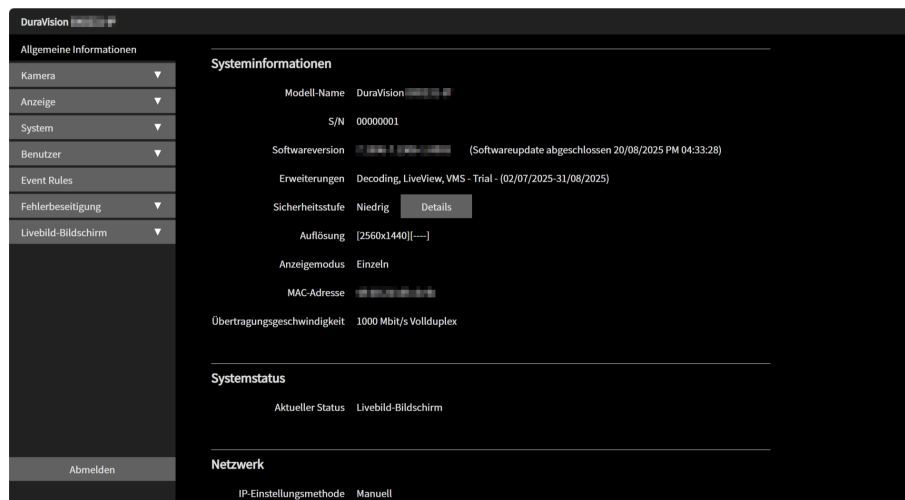 DuraVision
Allgemeine Informationen
Kamera ▼
Anzeige ▼
System ▼
Benutzer ▼
Event Rules
Fehlerbeseitigung ▼
Livebild-Bildschirm ▼
Abmelden
Systeminformationen
Modell-Name DuraVision
S/N 00000001
Softwareversion (Softwareupdate abgeschlossen 20/08/2025 PM 04:33:28)
Erweiterungen Decoding, LiveView, VMS - Trial - (02/07/2025-31/08/2025)
Sicherheitsstufe Niedrig Details
Auflösung [2560x1440][----]
Anzeigemodus Einzeln
MAC-Adresse
Übertragungsgeschwindigkeit 1000 Mbit/s Vollduplex
Systemstatus
Aktueller Status Livebild-Bildschirm
Netzwerk
IP-Einstellungsmethode Manuell